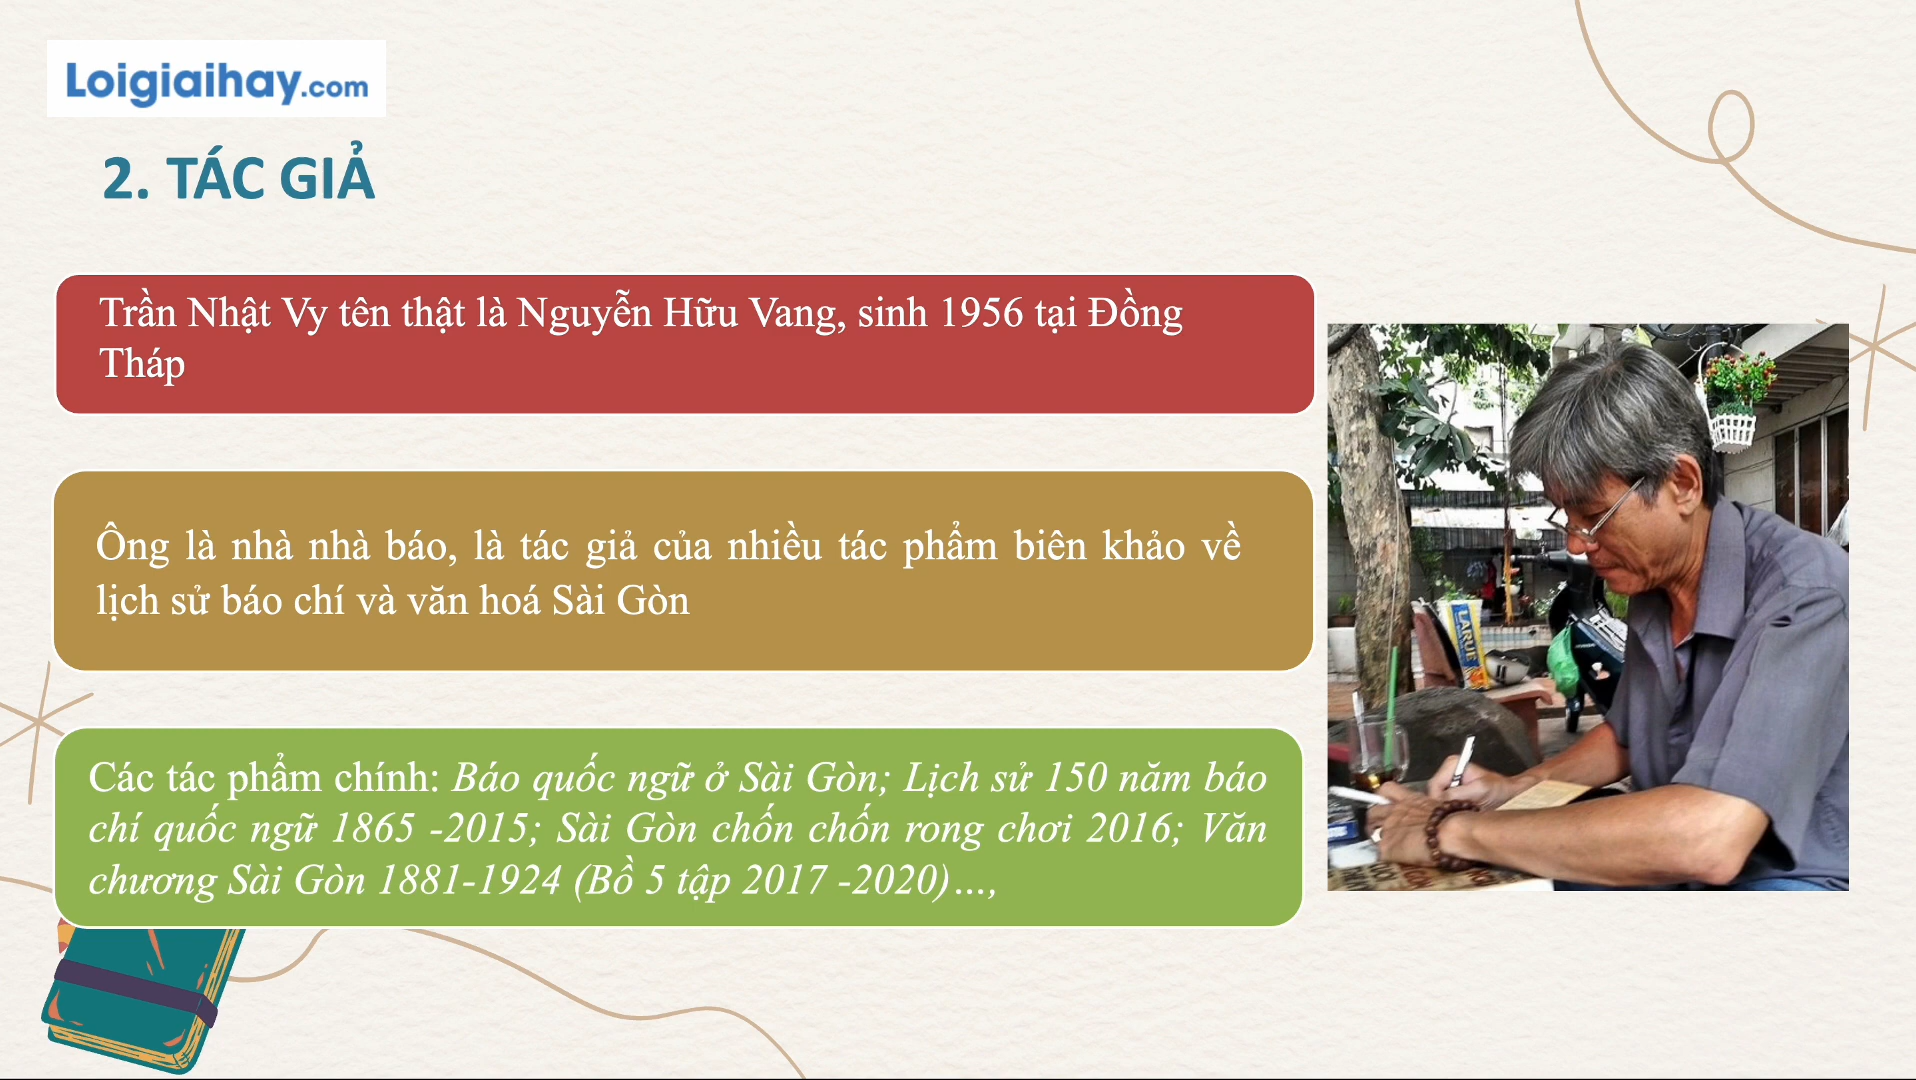 Loigiaihay.com
2. TÁC GIẢ
Trần Nhật Vy tên thật là Nguyễn Hữu Vang, sinh 1956 tại Đồng
Tháp
Ông là nhà nhà báo, là tác giả của nhiều tác phẩm biên khảo về
lịch sử báo chí và văn hoá Sài Gòn
Các tác phẩm chính: Báo quốc ngữ ở Sài Gòn; Lịch sử 150 năm báo
chí quốc ngữ 1865 -2015; Sài Gòn chốn chốn rong chơi 2016; Văn
chương Sài Gòn 1881-1924 (Bồ 5 tập 2017 -2020)…,
LARUE